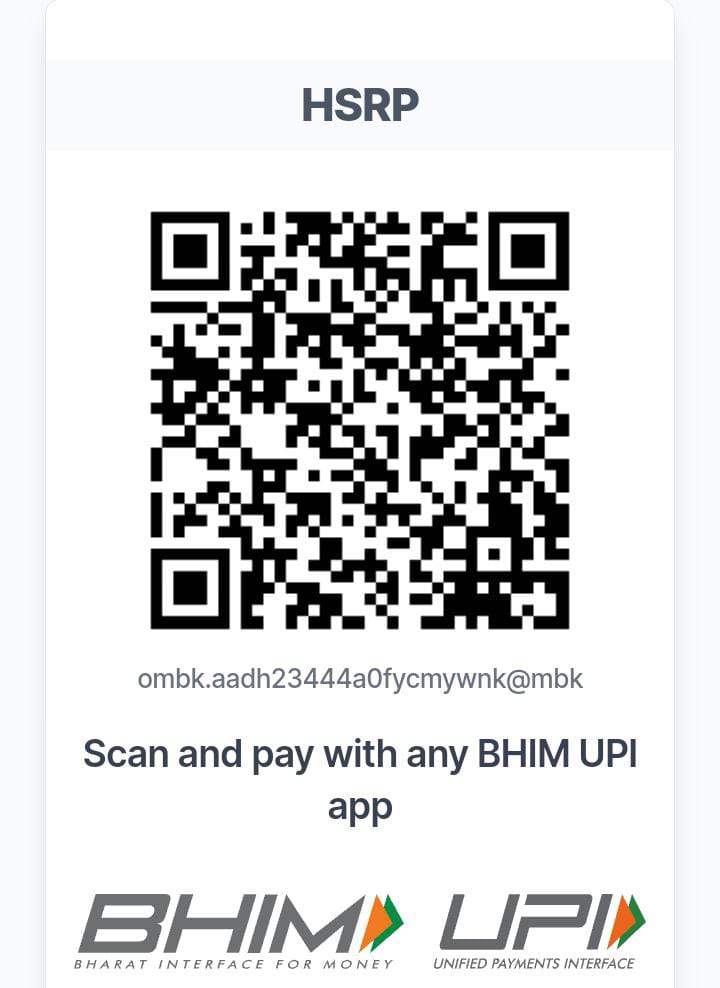 HSRP
ombk.aadh23444a0fycmywnk@mbk
Scan and pay with any BHIM UPI
app
BHIM UPI
BHARAT INTERFACE FOR MONEY UNIFIED PAYMENTS INTERFACE